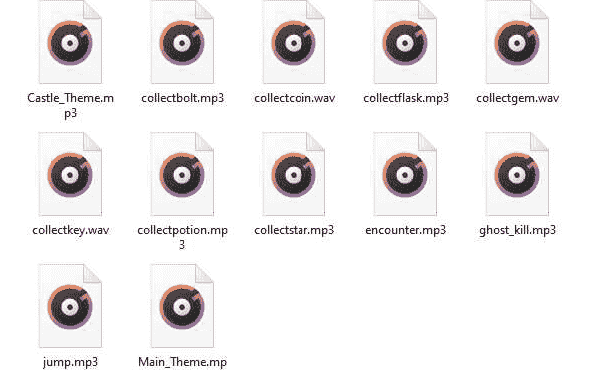 Castle_Theme.m
p3
collectbolt.mp3
collectcoin.wav
collectflask.mp3
collectgem.wav
collectkey.wav
collectpotion.mp
3
collectstar.mp3
encounter.mp3
ghost_kill.mp3
jump.mp3
Main_Theme.mp